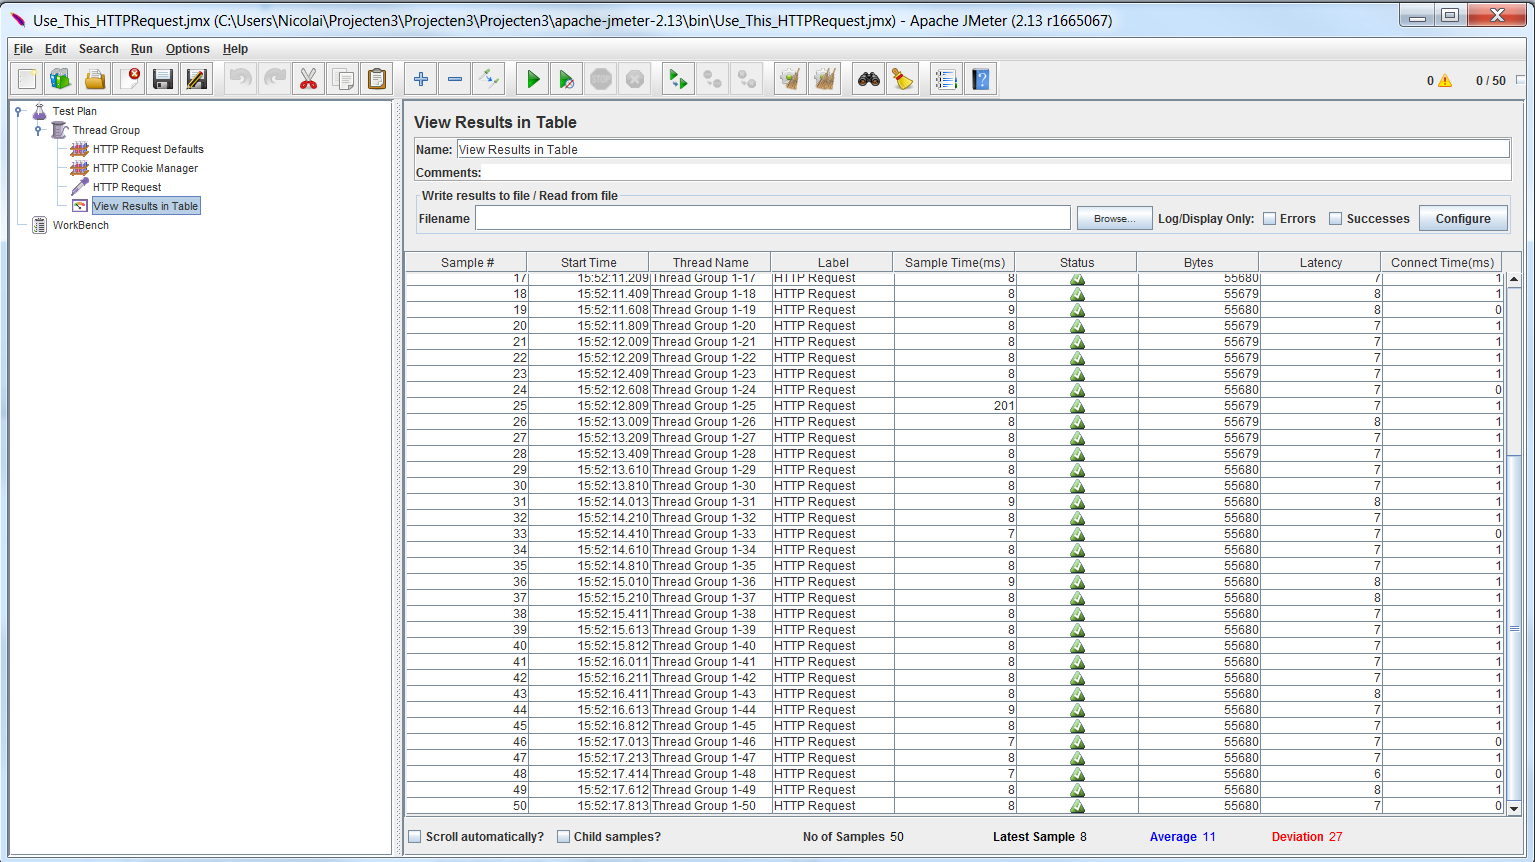 Use_This_HTTPRequest.jmx (C:\Users\Nicolai\Projecten3\Projecten3\Projecten3\apache-jmeter-2.13\bin\Use_This_HTTPRequest.jmx) - Apache JMeter (2.13 r1665067)
File Edit Search Run Options Help
0 0 / 50
Test Plan
Thread Group
HTTP Request Defaults
HTTP Cookie Manager
HTTP Request
View Results in Table
WorkBench
View Results in Table
Name: View Results in Table
Comments:
Write results to file / Read from file
Filename Browse... Log/Display Only: Errors Successes Configure
Sample # Start Time Thread Name Label Sample Time(ms) Status Bytes Latency Connect Time(ms)
17 15:52:11.209 Thread Group 1-17 HTTP Request 8 55680 7 1
18 15:52:11.409 Thread Group 1-18 HTTP Request 8 55679 8 1
19 15:52:11.608 Thread Group 1-19 HTTP Request 9 55680 8 0
20 15:52:11.809 Thread Group 1-20 HTTP Request 8 55679 7 1
21 15:52:12.009 Thread Group 1-21 HTTP Request 8 55679 7 1
22 15:52:12.209 Thread Group 1-22 HTTP Request 8 55679 7 1
23 15:52:12.409 Thread Group 1-23 HTTP Request 8 55679 7 1
24 15:52:12.608 Thread Group 1-24 HTTP Request 8 55680 7 0
25 15:52:12.809 Thread Group 1-25 HTTP Request 201 55679 7 1
26 15:52:13.009 Thread Group 1-26 HTTP Request 8 55679 8 1
27 15:52:13.209 Thread Group 1-27 HTTP Request 8 55679 7 1
28 15:52:13.409 Thread Group 1-28 HTTP Request 8 55679 7 1
29 15:52:13.610 Thread Group 1-29 HTTP Request 8 55680 7 1
30 15:52:13.810 Thread Group 1-30 HTTP Request 8 55680 7 1
31 15:52:14.013 Thread Group 1-31 HTTP Request 9 55680 8 1
32 15:52:14.210 Thread Group 1-32 HTTP Request 8 55680 7 1
33 15:52:14.410 Thread Group 1-33 HTTP Request 7 55680 7 0
34 15:52:14.610 Thread Group 1-34 HTTP Request 8 55680 7 1
35 15:52:14.810 Thread Group 1-35 HTTP Request 8 55680 7 1
36 15:52:15.010 Thread Group 1-36 HTTP Request 9 55680 8 1
37 15:52:15.210 Thread Group 1-37 HTTP Request 8 55680 8 1
38 15:52:15.411 Thread Group 1-38 HTTP Request 8 55680 7 1
39 15:52:15.613 Thread Group 1-39 HTTP Request 8 55680 7 1
40 15:52:15.812 Thread Group 1-40 HTTP Request 8 55680 7 1
41 15:52:16.011 Thread Group 1-41 HTTP Request 8 55680 7 1
42 15:52:16.211 Thread Group 1-42 HTTP Request 8 55680 7 1
43 15:52:16.411 Thread Group 1-43 HTTP Request 8 55680 8 1
44 15:52:16.613 Thread Group 1-44 HTTP Request 9 55680 7 1
45 15:52:16.812 Thread Group 1-45 HTTP Request 8 55680 7 1
46 15:52:17.013 Thread Group 1-46 HTTP Request 7 55680 7 0
47 15:52:17.213 Thread Group 1-47 HTTP Request 8 55680 7 1
48 15:52:17.414 Thread Group 1-48 HTTP Request 7 55680 6 0
49 15:52:17.612 Thread Group 1-49 HTTP Request 8 55680 8 1
50 15:52:17.813 Thread Group 1-50 HTTP Request 8 55680 7 0
Scroll automatically? Child samples? No of Samples 50 Latest Sample 8 Average 11 Deviation 27